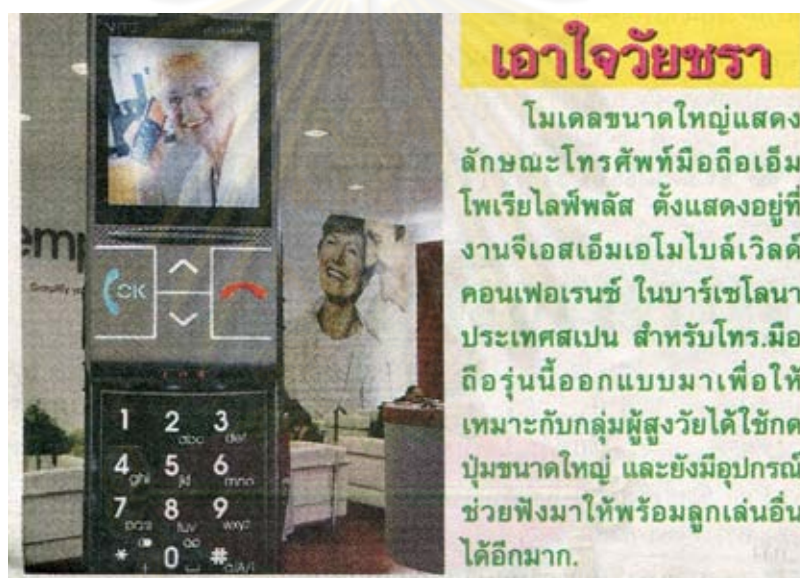 เอาใจวัยชรา
โมเดลขนาดใหญ่แสดง
ลักษณะโทรศัพท์มือถือเอ็ม
โพเรียไลฟ์พลัส ตั้งแสดงอยู่ที่
งานจีเอสเอ็มเอโมไบล์เวิลด์
คอนเฟอเรนซ์ ในบาร์เซโลนา
ประเทศสเปน สำหรับโทร.มือ
ถือรุ่นนี้ออกแบบมาเพื่อให้
เหมาะกับกลุ่มผู้สูงวัยได้ใช้กด
ปุ่มขนาดใหญ่ และยังมีอุปกรณ์
ช่วยฟังมาให้พร้อมลูกเล่นอื่น
ได้อีกมาก.
emp
OK
1 2 abc 3 def
4 ghi 5 jkl 6 mno
7 pqs 8 tuv 9 wxyz
* 0 #